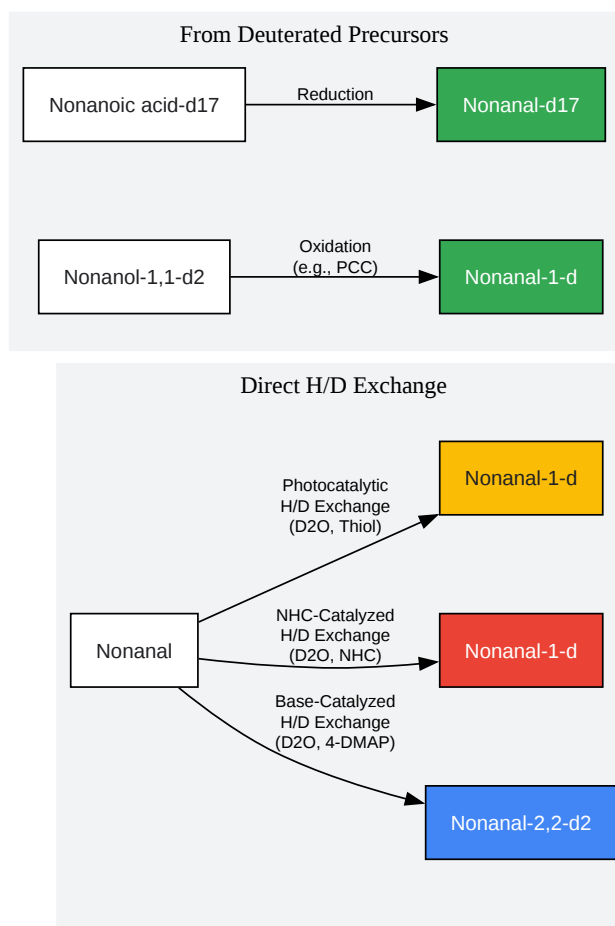 From Deuterated Precursors
Nonanoic acid-d17
Reduction
Nonanal-d17
Nonanol-1,1-d2
Oxidation
(e.g., PCC)
Nonanal-1-d
Direct H/D Exchange
Photocatalytic
H/D Exchange
(D2O, Thiol)
Nonanal-1-d
Nonanal
NHC-Catalyzed
H/D Exchange
(D2O, NHC)
Nonanal-1-d
Base-Catalyzed
H/D Exchange
(D2O, 4-DMAP)
Nonanal-2,2-d2